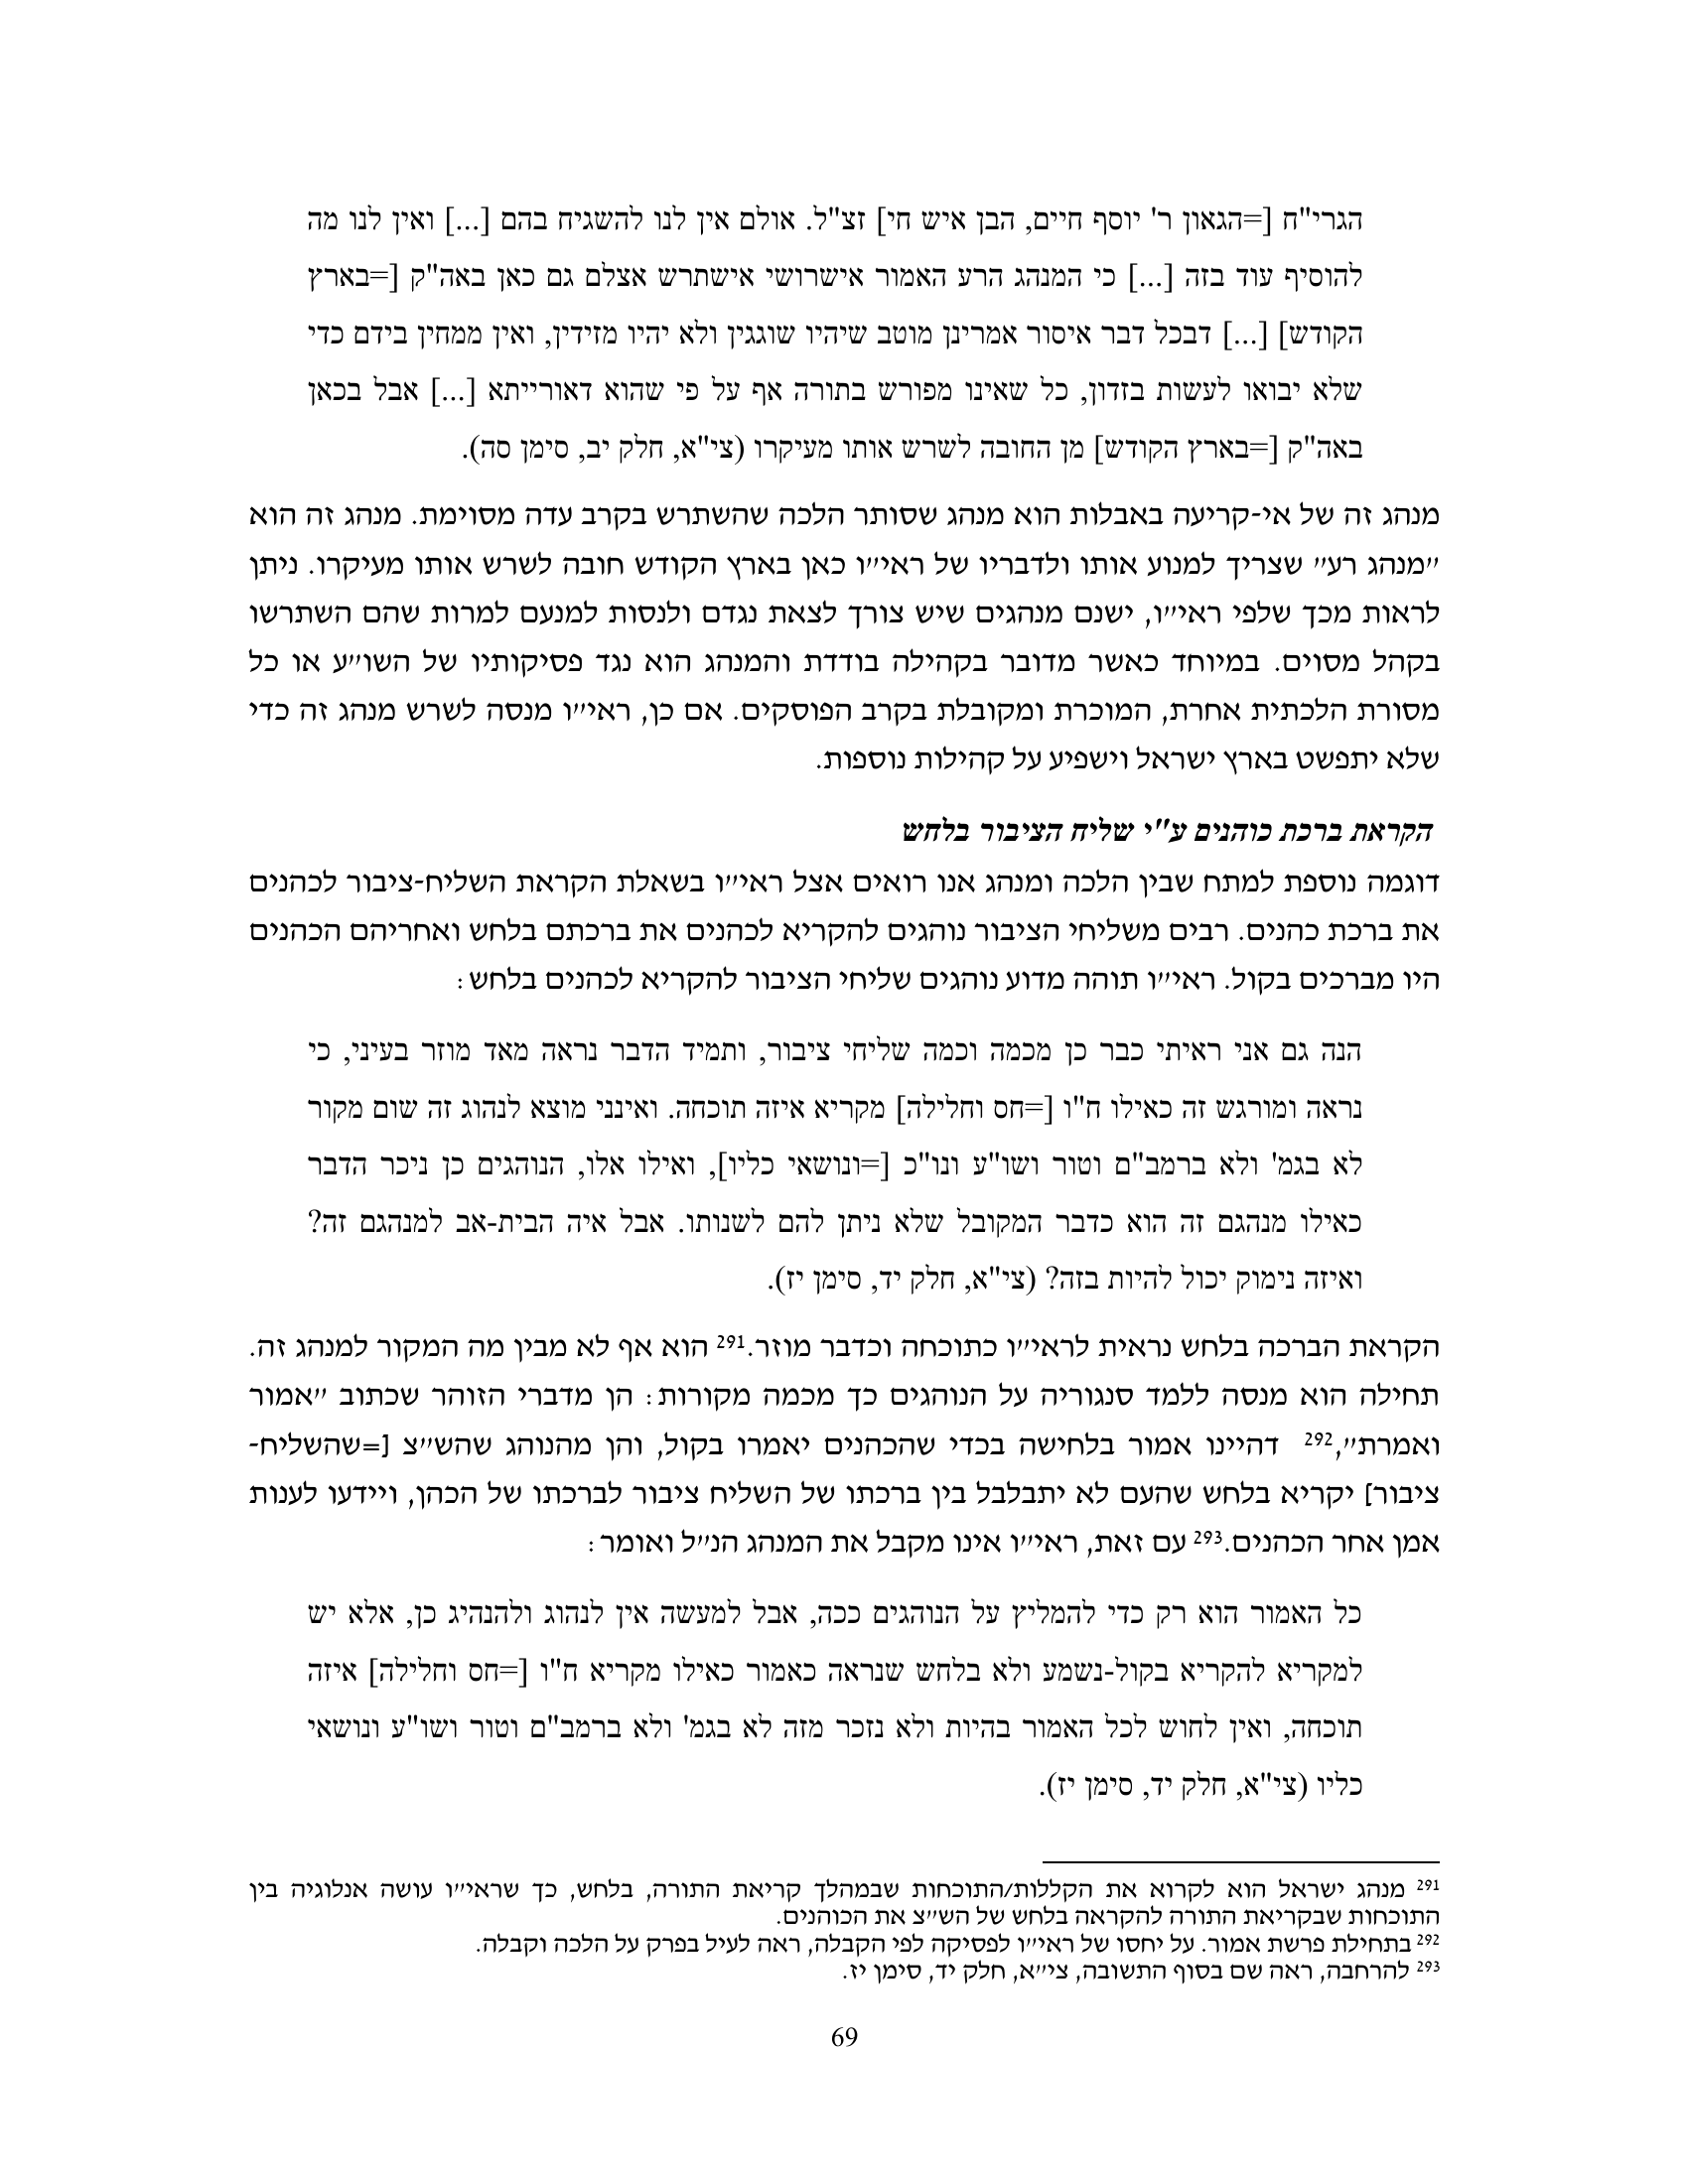 הגרי"ח [=הגאון ר' יוסף חיים, הבן איש חי] זצ"ל. אולם אין לנו להשגיח בהם [...] ואין לנו מה
להוסיף עוד בזה [...] כי המנהג הרע האמור אישרושי אישתרש אצלם גם כאן באה"ק [=בארץ
הקודש] [...] דבכל דבר איסור אמרינן מוטב שיהיו שוגגין ולא יהיו מזידין, ואין ממחין בידם כדי
שלא יבואו לעשות בזדון, כל שאינו מפורש בתורה אף על פי שהוא דאורייתא [...] אבל בכאן
באה"ק [=בארץ הקודש] מן החובה לשרש אותו מעיקרו (צי"א, חלק יב, סימן סה).
מנהג זה של אי-קריעה באבלות הוא מנהג שסותר הלכה שהשתרש בקרב עדה מסוימת. מנהג זה הוא
״מנהג רע״ שצריך למנוע אותו ולדבריו של ראי״ו כאן בארץ הקודש חובה לשרש אותו מעיקרו. ניתן
לראות מכך שלפי ראי״ו, ישנם מנהגים שיש צורך לצאת נגדם ולנסות למנעם למרות שהם השתרשו
בקהל מסוים. במיוחד כאשר מדובר בקהילה בודדת והמנהג הוא נגד פסיקותיו של השו״ע או כל
מסורת הלכתית אחרת, המוכרת ומקובלת בקרב הפוסקים. אם כן, ראי״ו מנסה לשרש מנהג זה כדי
שלא יתפשט בארץ ישראל וישפיע על קהילות נוספות.
הקראת ברכת כוהנים ע"י שליח הציבור בלחש
דוגמה נוספת למתח שבין הלכה ומנהג אנו רואים אצל ראי״ו בשאלת הקראת השליח-ציבור לכהנים
את ברכת כהנים. רבים משליחי הציבור נוהגים להקריא לכהנים את ברכתם בלחש ואחריהם הכהנים
היו מברכים בקול. ראי״ו תוהה מדוע נוהגים שליחי הציבור להקריא לכהנים בלחש:
הנה גם אני ראיתי כבר כן מכמה וכמה שליחי ציבור, ותמיד הדבר נראה מאד מוזר בעיני, כי
נראה ומורגש זה כאילו ח"ו [=חס וחלילה] מקריא איזה תוכחה. ואינני מוצא לנהוג זה שום מקור
לא בגמ' ולא ברמב"ם וטור ושו"ע ונו"כ [=ונושאי כליו], ואילו אלו, הנוהגים כן ניכר הדבר
כאילו מנהגם זה הוא כדבר המקובל שלא ניתן להם לשנותו. אבל איה הבית-אב למנהגם זה?
ואיזה נימוק יכול להיות בזה? (צי"א, חלק יד, סימן יז).
הקראת הברכה בלחש נראית לראי״ו כתוכחה וכדבר מוזר.291 הוא אף לא מבין מה המקור למנהג זה.
תחילה הוא מנסה ללמד סנגוריה על הנוהגים כך מכמה מקורות: הן מדברי הזוהר שכתוב ״אמור
ואמרת״,292 דהיינו אמור בלחישה בכדי שהכהנים יאמרו בקול, והן מהנוהג שהש״צ [=שהשליח-
ציבור] יקריא בלחש שהעם לא יתבלבל בין ברכתו של השליח ציבור לברכתו של הכהן, ויידעו לענות
אמן אחר הכהנים.293 עם זאת, ראי״ו אינו מקבל את המנהג הנ״ל ואומר:
כל האמור הוא רק כדי להמליץ על הנוהגים ככה, אבל למעשה אין לנהוג ולהנהיג כן, אלא יש
למקריא להקריא בקול-נשמע ולא בלחש שנראה כאמור כאילו מקריא ח"ו [=חס וחלילה] איזה
תוכחה, ואין לחוש לכל האמור בהיות ולא נזכר מזה לא בגמ' ולא ברמב"ם וטור ושו"ע ונושאי
כליו (צי"א, חלק יד, סימן יז).
291 מנהג ישראל הוא לקרוא את הקללות/התוכחות שבמהלך קריאת התורה, בלחש, כך שראי״ו עושה אנלוגיה בין
התוכחות שבקריאת התורה להקראה בלחש של הש״צ את הכוהנים.
292 בתחילת פרשת אמור. על יחסו של ראי״ו לפסיקה לפי הקבלה, ראה לעיל בפרק על הלכה וקבלה.
293 להרחבה, ראה שם בסוף התשובה, צי״א, חלק יד, סימן יז.
69